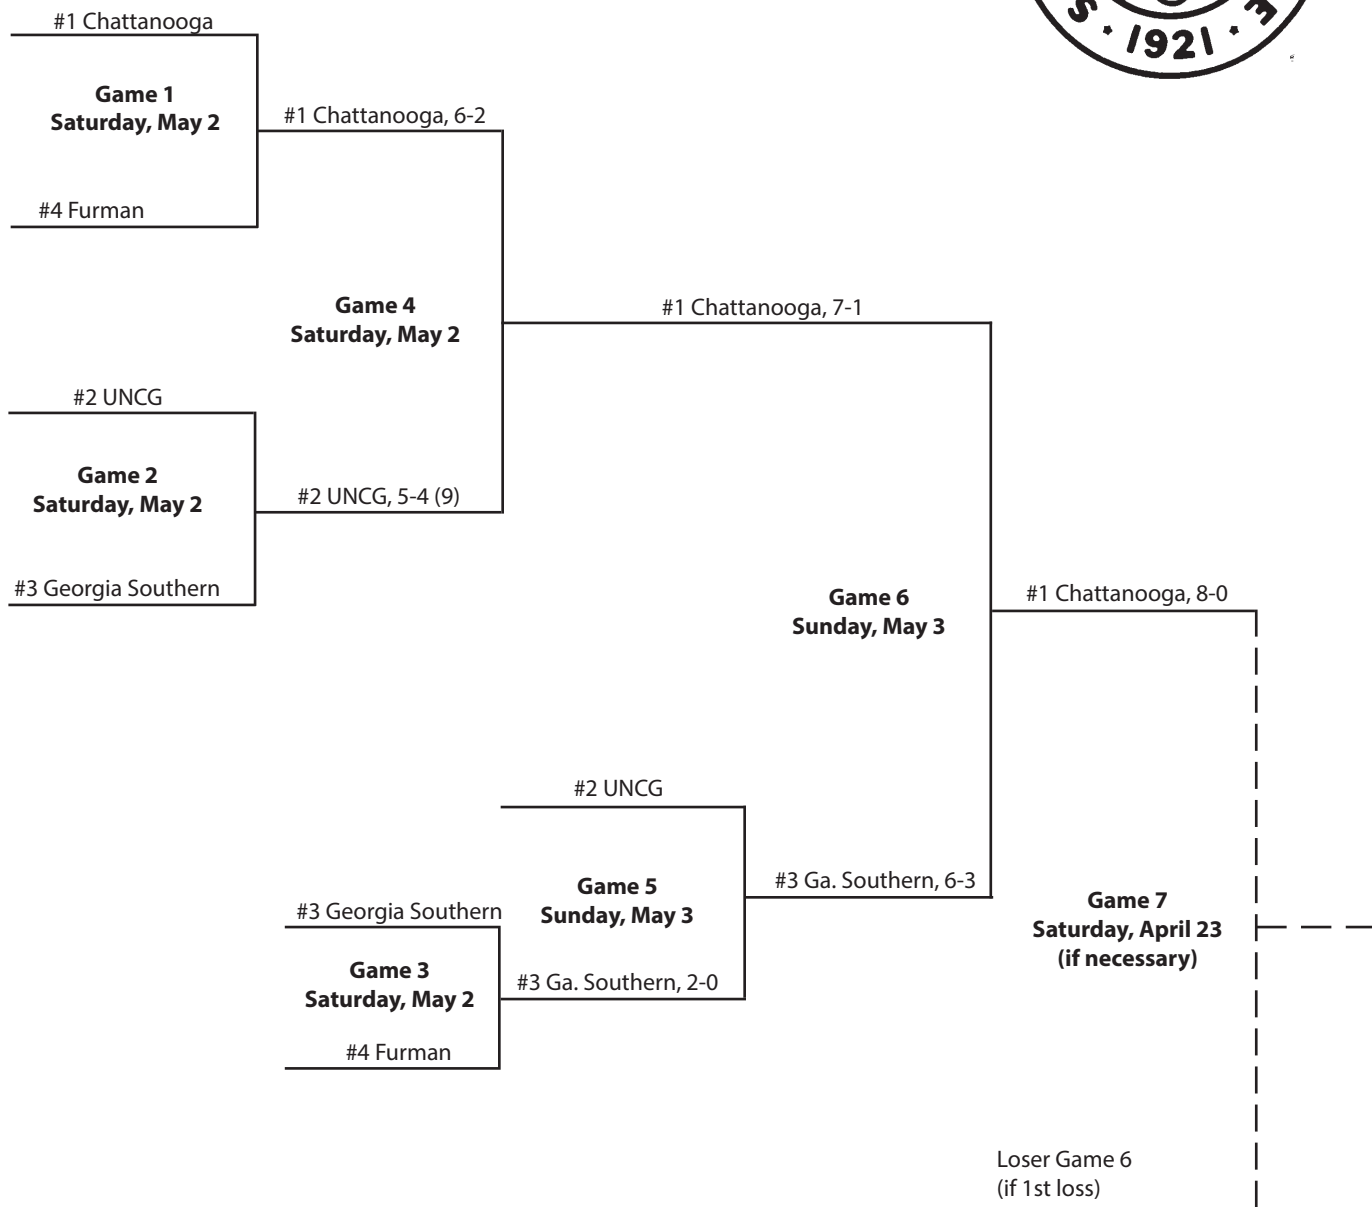 S · 1921 · E
#1 Chattanooga
Game 1
Saturday, May 2
#1 Chattanooga, 6-2
#4 Furman
Game 4
Saturday, May 2
#1 Chattanooga, 7-1
#2 UNCG
Game 2
Saturday, May 2
#2 UNCG, 5-4 (9)
#3 Georgia Southern
Game 6
Sunday, May 3
#1 Chattanooga, 8-0
#2 UNCG
Game 5
Sunday, May 3
#3 Ga. Southern, 6-3
#3 Georgia Southern
Game 3
Saturday, May 2
#3 Ga. Southern, 2-0
#4 Furman
Game 7
Saturday, April 23
(if necessary)
Loser Game 6
(if 1st loss)